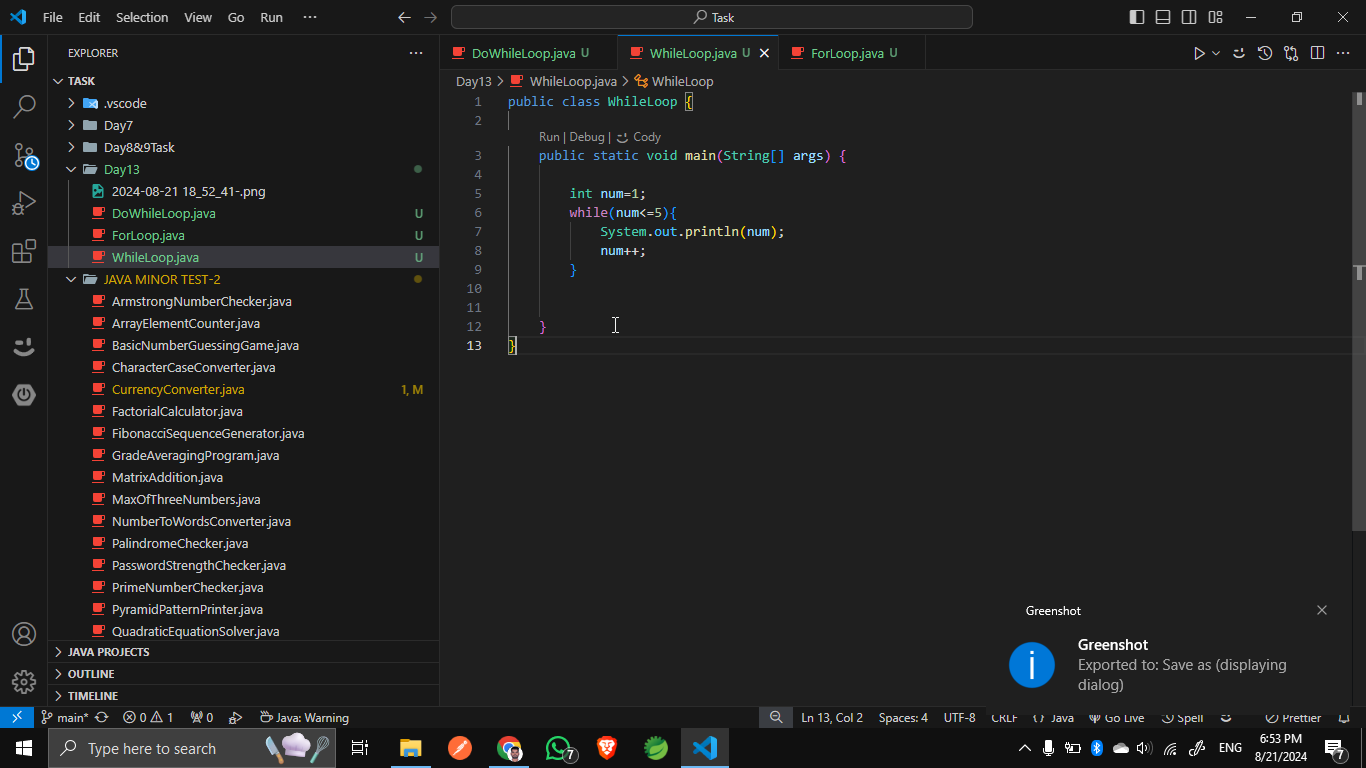 File Edit Selection View Go Run ···
Task
EXPLORER ···
TASK
.vscode
Day7
Day8&9Task
Day13
2024-08-21 18_52_41-.png
DoWhileLoop.java U
ForLoop.java U
WhileLoop.java U
JAVA MINOR TEST-2
ArmstrongNumberChecker.java
ArrayElementCounter.java
BasicNumberGuessingGame.java
CharacterCaseConverter.java
CurrencyConverter.java 1, M
FactorialCalculator.java
FibonacciSequenceGenerator.java
GradeAveragingProgram.java
MatrixAddition.java
MaxOfThreeNumbers.java
NumberToWordsConverter.java
PalindromeChecker.java
PasswordStrengthChecker.java
PrimeNumberChecker.java
PyramidPatternPrinter.java
QuadraticEquationSolver.java
JAVA PROJECTS
OUTLINE
TIMELINE
DoWhileLoop.java U WhileLoop.java U ForLoop.java U
Day13 > WhileLoop.java > WhileLoop
1 public class WhileLoop {
2
Run | Debug | Cody
3 public static void main(String[] args) {
4
5 int num=1;
6 while(num<=5){
7 System.out.println(num);
8 num++;
9 }
10
11
12 }
13 }
Greenshot
Greenshot
Exported to: Save as (displaying
dialog)
main* 0 1 0 Java: Warning Ln 13, Col 2 Spaces: 4 UTF-8 CRLF {} Java Go Live Spell Prettier
Type here to search 7 ENG 6:53 PM
8/21/2024 7